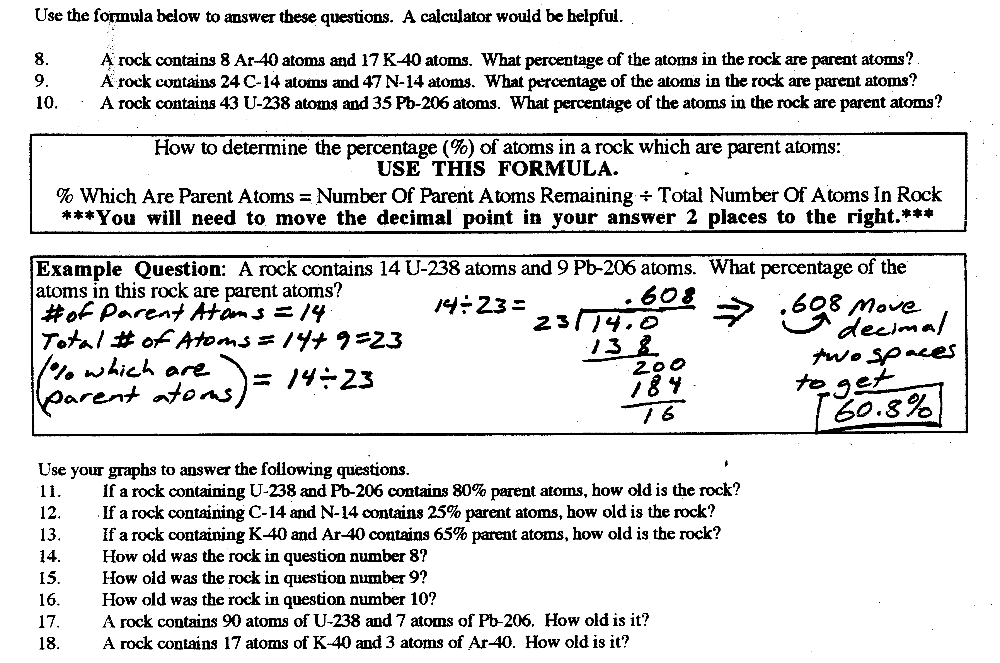 Use the formula below to answer these questions. A calculator would be helpful.
8. A rock contains 8 Ar-40 atoms and 17 K-40 atoms. What percentage of the atoms in the rock are parent atoms?
9. A rock contains 24 C-14 atoms and 47 N-14 atoms. What percentage of the atoms in the rock are parent atoms?
10. A rock contains 43 U-238 atoms and 35 Pb-206 atoms. What percentage of the atoms in the rock are parent atoms?
How to determine the percentage (%) of atoms in a rock which are parent atoms:
USE THIS FORMULA.
% Which Are Parent Atoms = Number Of Parent Atoms Remaining ÷ Total Number Of Atoms In Rock
***You will need to move the decimal point in your answer 2 places to the right.***
Example Question: A rock contains 14 U-238 atoms and 9 Pb-206 atoms. What percentage of the
atoms in this rock are parent atoms?
# of Parent Atoms = 14
Total # of Atoms = 14 + 9 = 23
(% which are
parent atoms) = 14 ÷ 23
14 ÷ 23 =
.608
23 14.0
13 8
200
184
16
⇒
.608 Move
decimal
two spaces
to get
60.8%
Use your graphs to answer the following questions.
11. If a rock containing U-238 and Pb-206 contains 80% parent atoms, how old is the rock?
12. If a rock containing C-14 and N-14 contains 25% parent atoms, how old is the rock?
13. If a rock containing K-40 and Ar-40 contains 65% parent atoms, how old is the rock?
14. How old was the rock in question number 8?
15. How old was the rock in question number 9?
16. How old was the rock in question number 10?
17. A rock contains 90 atoms of U-238 and 7 atoms of Pb-206. How old is it?
18. A rock contains 17 atoms of K-40 and 3 atoms of Ar-40. How old is it?